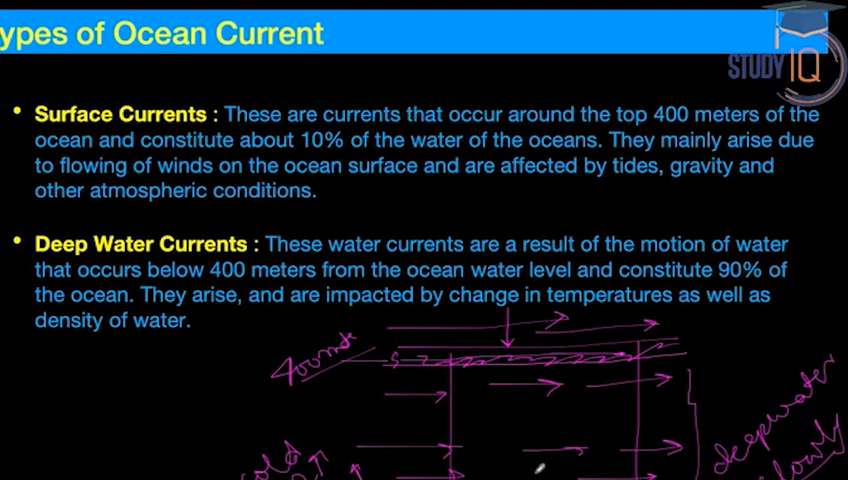 ypes of Ocean Current
STUDY IQ
• Surface Currents : These are currents that occur around the top 400 meters of the
ocean and constitute about 10% of the water of the oceans. They mainly arise due
to flowing of winds on the ocean surface and are affected by tides, gravity and
other atmospheric conditions.
• Deep Water Currents : These water currents are a result of the motion of water
that occurs below 400 meters from the ocean water level and constitute 90% of
the ocean. They arise, and are impacted by change in temperatures as well as
density of water.
deepwater